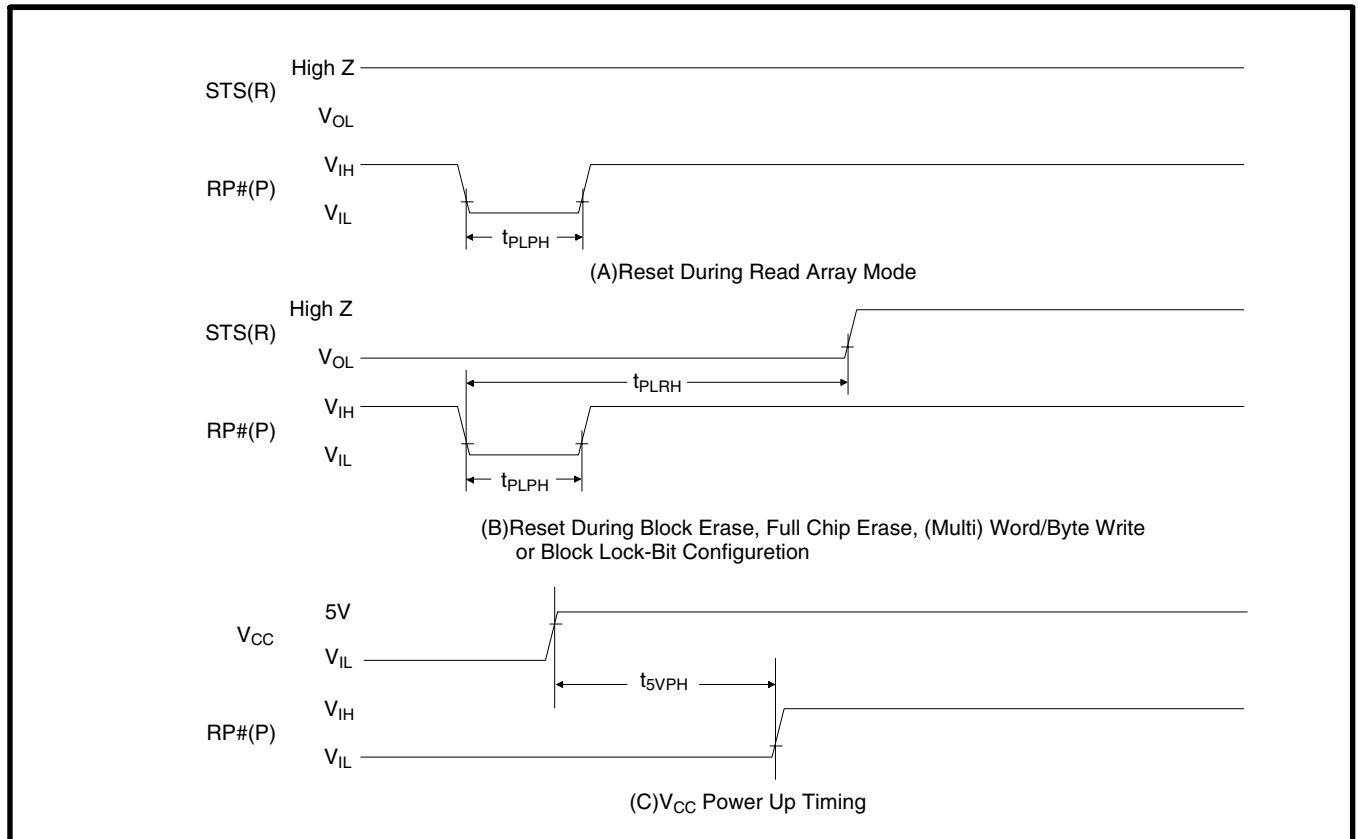 High Z
STS(R)
VOL
VIH
RP#(P)
VIL
tPLPH
(A)Reset During Read Array Mode
High Z
STS(R)
VOL
tPLRH
VIH
RP#(P)
VIL
tPLPH
(B)Reset During Block Erase, Full Chip Erase, (Multi) Word/Byte Write
or Block Lock-Bit Configuretion
5V
VCC
VIL
t5VPH
VIH
RP#(P)
VIL
(C)VCC Power Up Timing